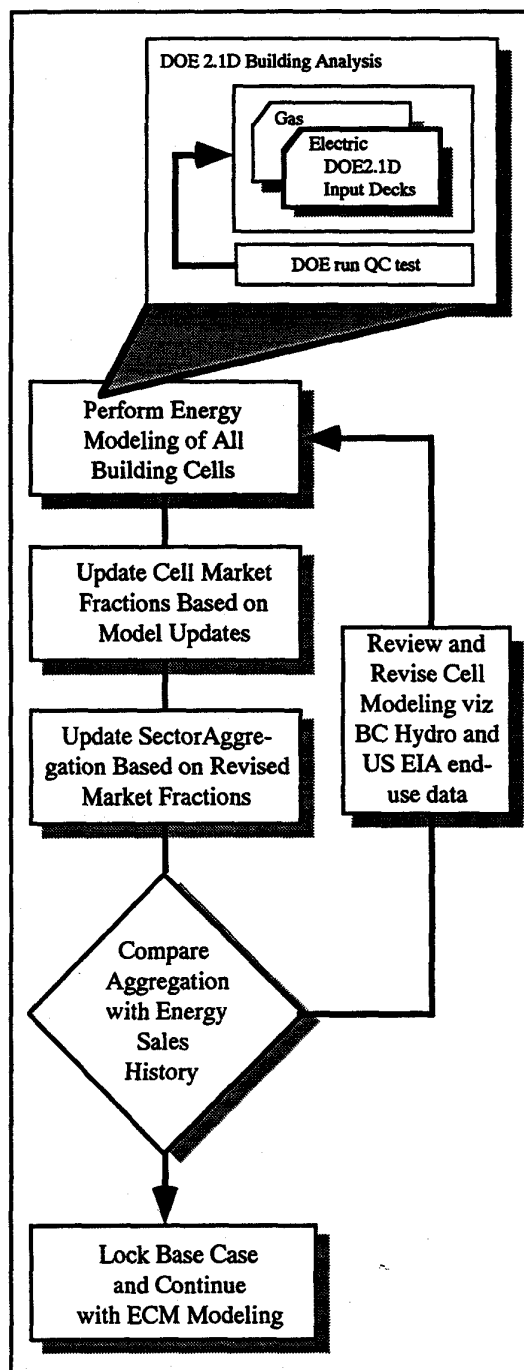 DOE 2.1D Building Analysis
Gas
Electric
DOE2.1D
Input Decks
DOE run QC test
Perform Energy
Modeling of All
Building Cells
Update Cell Market
Fractions Based on
Model Updates
Update SectorAggre-
gation Based on Revised
Market Fractions
Review and
Revise Cell
Modeling viz
BC Hydro and
US EIA end-
use data
Compare
Aggregation
with Energy
Sales
History
Lock Base Case
and Continue
with ECM Modeling